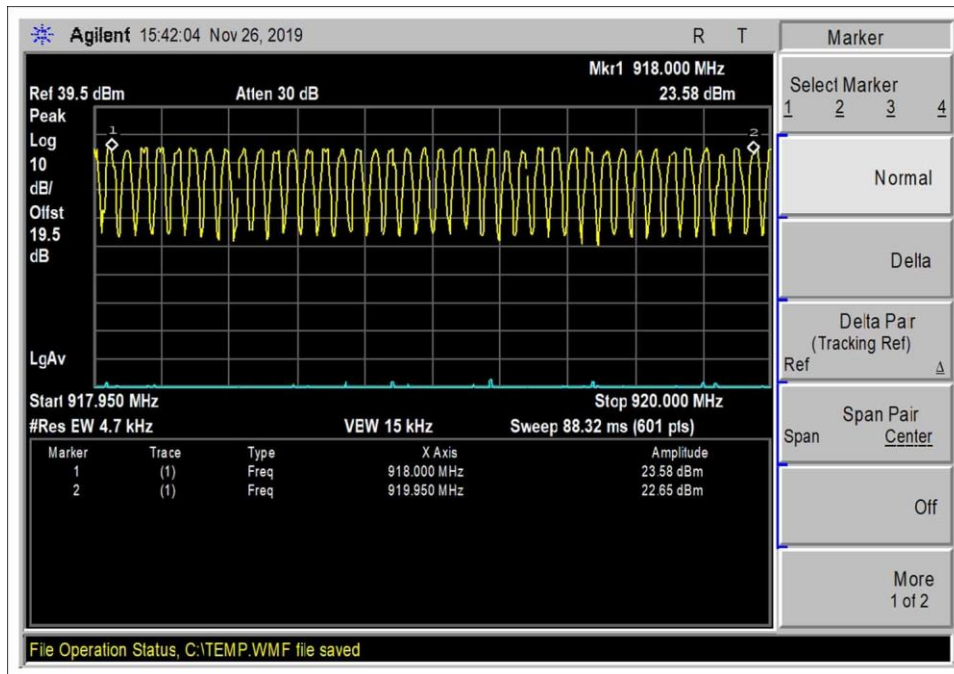 Agilent 15:42:04 Nov 26, 2019 R T
Mkr1 918.000 MHz
Ref 39.5 dBm Atten 30 dB 23.58 dBm
Peak
Log
10
dB/
Offst
19.5
dB
LgAv
1
2
Start 917.950 MHz Stop 920.000 MHz
#Res EW 4.7 kHz VEW 15 kHz Sweep 88.32 ms (601 pts)
Marker Trace Type X Axis Amplitude
1 (1) Freq 918.000 MHz 23.58 dBm
2 (1) Freq 919.950 MHz 22.65 dBm
File Operation Status, C:\TEMP.WMF file saved
Marker
Select Marker
1 2 3 4
Normal
Delta
Delta Pair
(Tracking Ref)
Ref Δ
Span Pair
Span Center
Off
More
1 of 2